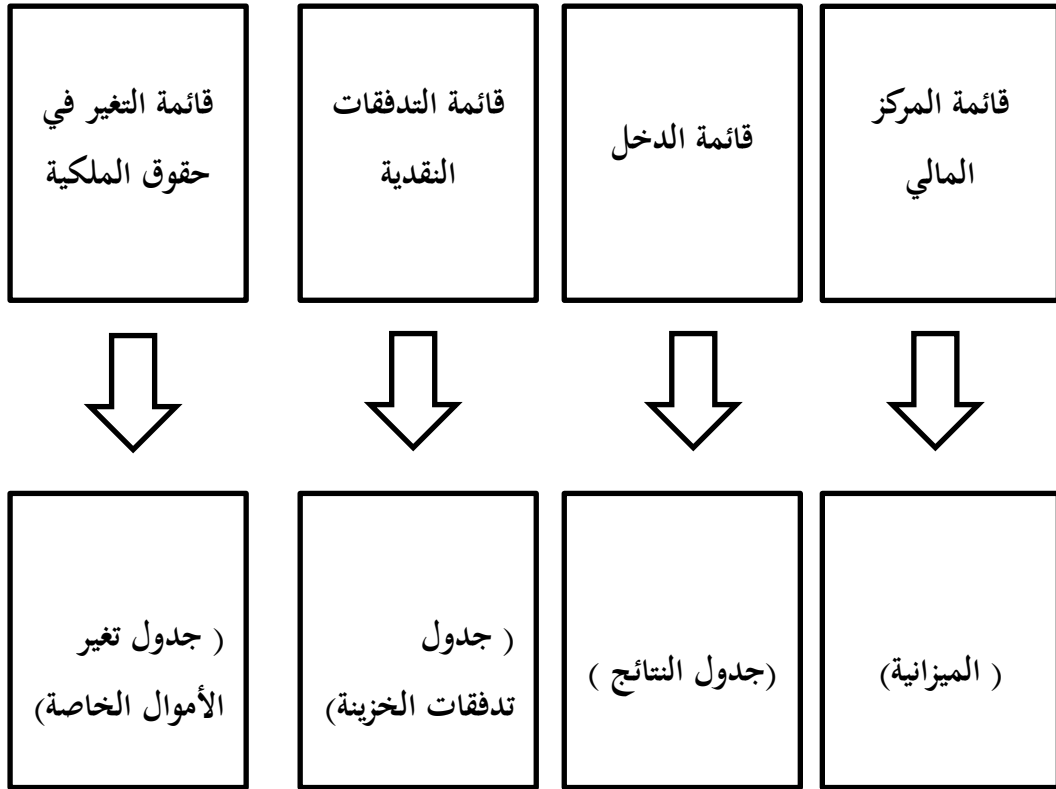 قائمة المركز
المالي
قائمة الدخل
قائمة التدفقات
النقدية
قائمة التغير في
حقوق الملكية
( الميزانية)
(جدول النتائج )
( جدول
تدفقات الخزينة)
( جدول تغير
الأموال الخاصة)